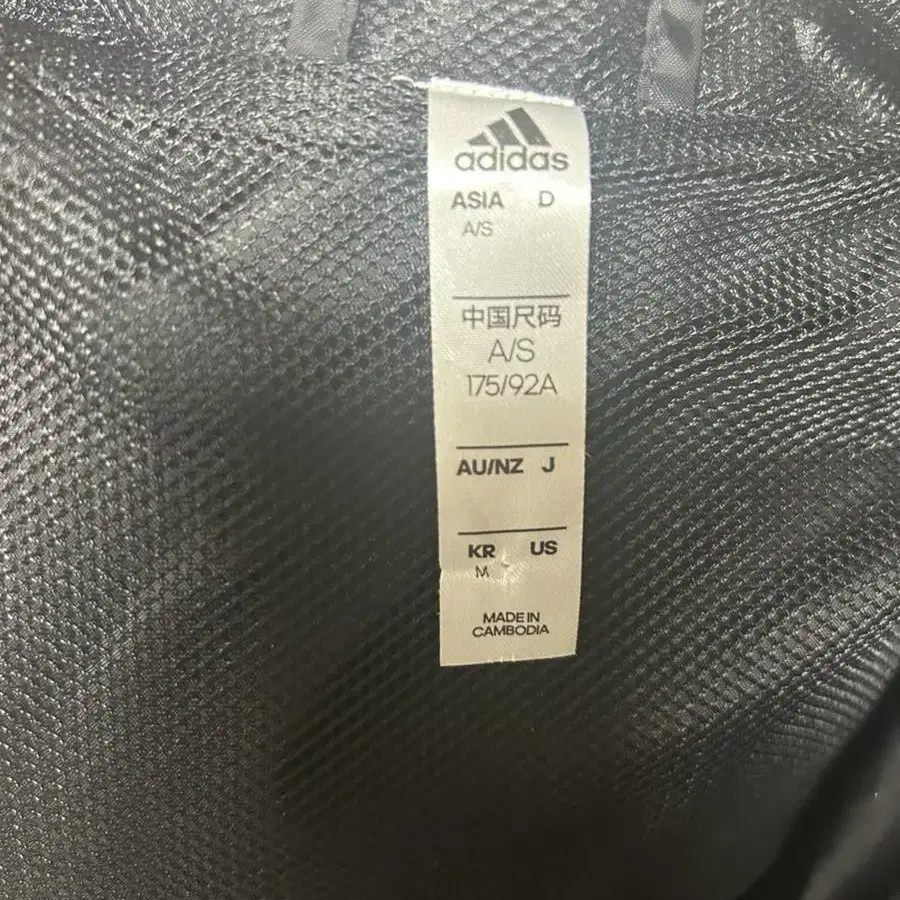 adidas
ASIA D
A/S
中国尺码
A/S
175/92A
AU/NZ J
KR US
M
MADE IN
CAMBODIA